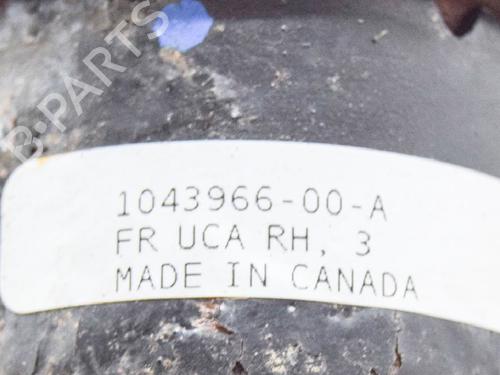 B-PARTS
1043966-00-A
FR UCA RH, 3
MADE IN CANADA